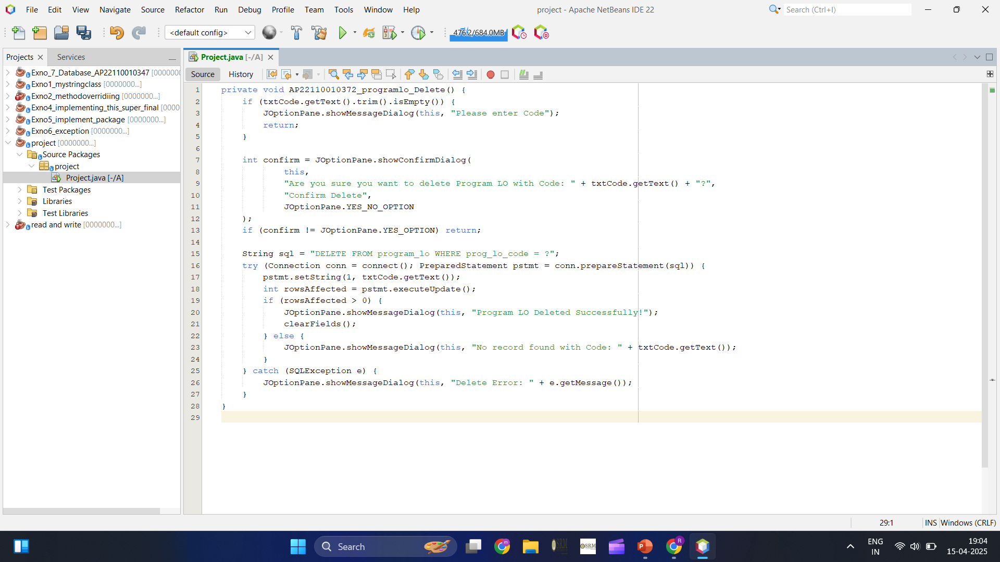 File Edit View Navigate Source Refactor Run Debug Profile Team Tools Window Help
project - Apache NetBeans IDE 22
Search (Ctrl+I)
<default config>
476.2/684.0MB
Projects
Services
Exno_7_Database_AP22110010347 [0000000
Exno1_mystringclass [0000000...]
Exno2_methodoverridiing [0000000...]
Exno4_implementing_this_super_final [0000
Exno5_implement_package [0000000...]
Exno6_exception [0000000...]
project [0000000...]
Source Packages
project
Project.java [-/A]
Test Packages
Libraries
Test Libraries
read and write [0000000...]
Project.java [-/A]
Source History
1 private void AP22110010372_programlo_Delete() {
2 if (txtCode.getText().trim().isEmpty()) {
3 JOptionPane.showMessageDialog(this, "Please enter Code");
4 return;
5 }
6
7 int confirm = JOptionPane.showConfirmDialog(
8 this,
9 "Are you sure you want to delete Program LO with Code: " + txtCode.getText() + "?",
10 "Confirm Delete",
11 JOptionPane.YES_NO_OPTION
12 );
13 if (confirm != JOptionPane.YES_OPTION) return;
14
15 String sql = "DELETE FROM program_lo WHERE prog_lo_code = ?";
16 try (Connection conn = connect(); PreparedStatement pstmt = conn.prepareStatement(sql)) {
17 pstmt.setString(1, txtCode.getText());
18 int rowsAffected = pstmt.executeUpdate();
19 if (rowsAffected > 0) {
20 JOptionPane.showMessageDialog(this, "Program LO Deleted Successfully!");
21 clearFields();
22 } else {
23 JOptionPane.showMessageDialog(this, "No record found with Code: " + txtCode.getText());
24 }
25 } catch (SQLException e) {
26 JOptionPane.showMessageDialog(this, "Delete Error: " + e.getMessage());
27 }
28 }
29
29:1 INS Windows (CRLF)
Search
SRM
SRM
ENG
IN
19:04
15-04-2025